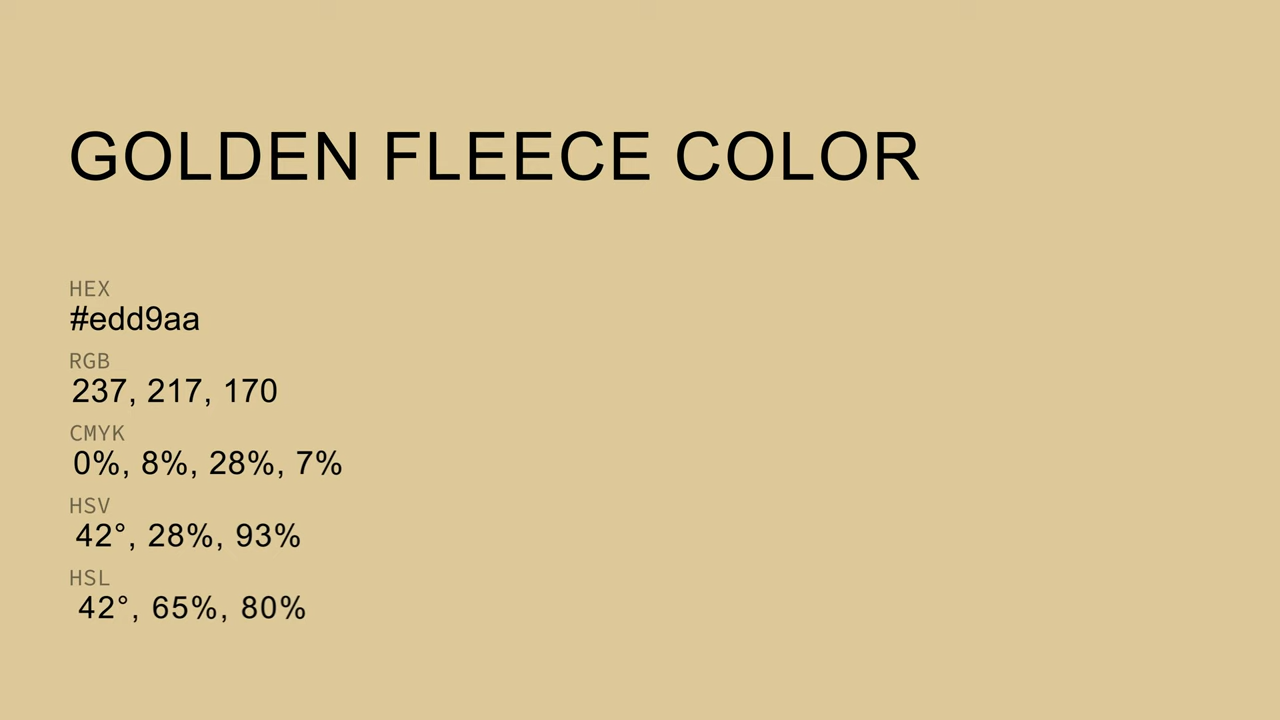 GOLDEN FLEECE COLOR
HEX
#edd9aa
RGB
237, 217, 170
CMYK
0%, 8%, 28%, 7%
HSV
42°, 28%, 93%
HSL
42°, 65%, 80%